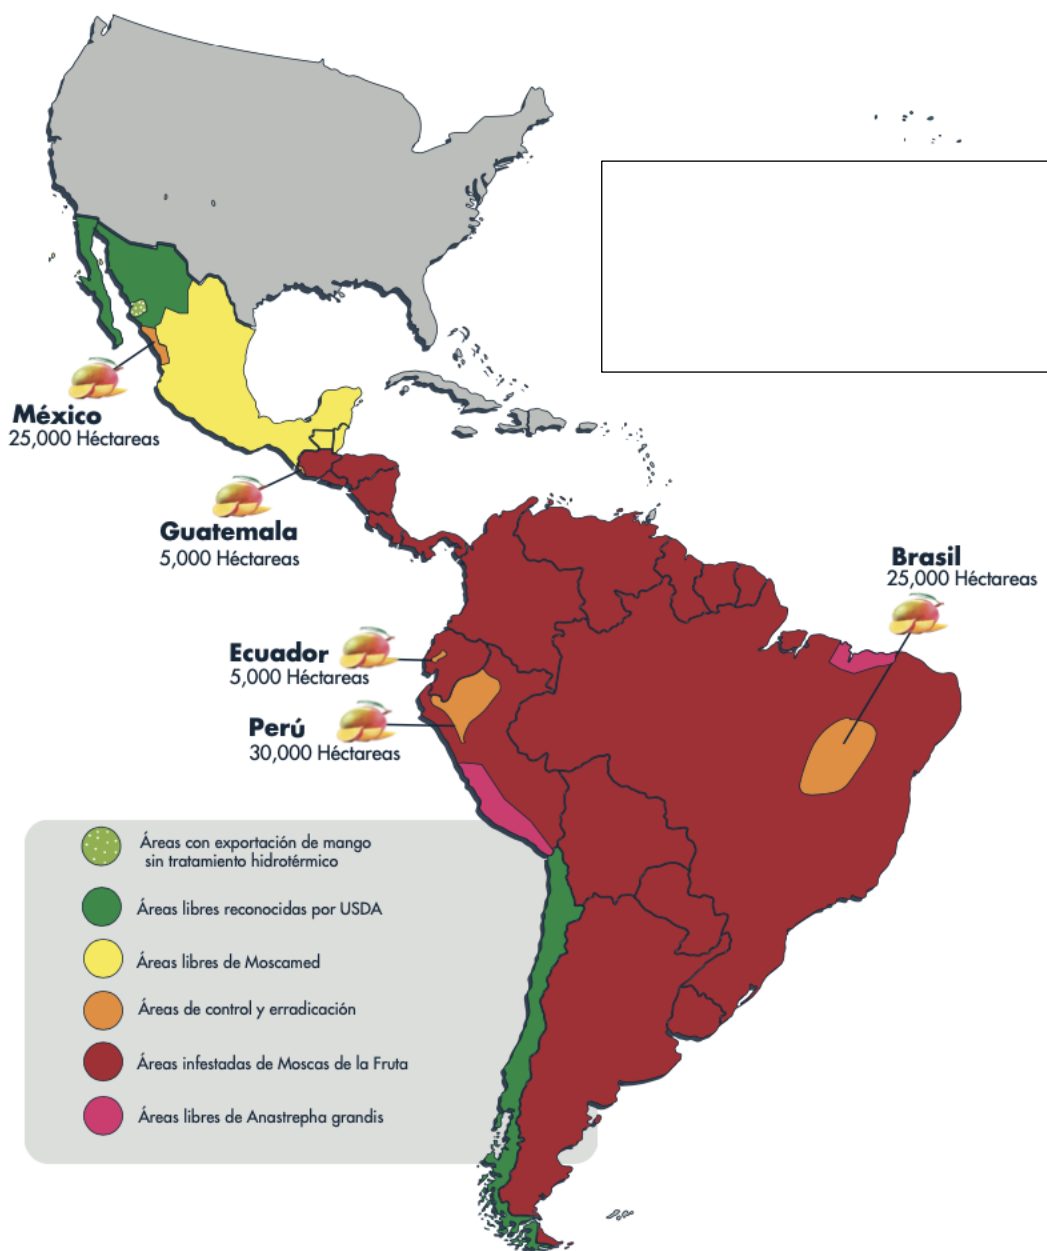 México
25,000 Héctareas
Guatemala
5,000 Héctareas
Brasil
25,000 Héctareas
Ecuador
5,000 Héctareas
Perú
30,000 Héctareas
Áreas con exportación de mango
sin tratamiento hidrotérmico
Áreas libres reconocidas por USDA
Áreas libres de Moscamed
Áreas de control y erradicación
Áreas infestadas de Moscas de la Fruta
Áreas libres de Anastrepha grandis